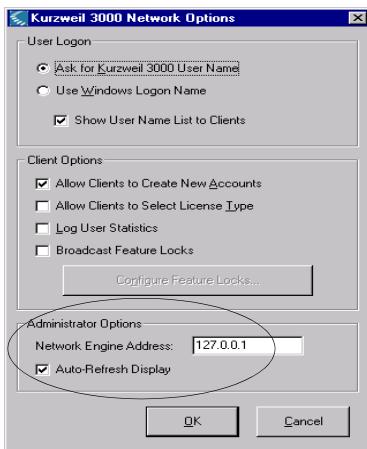 Kurzweil 3000 Network Options
User Logon
Ask for Kurzweil 3000 User Name
Use Windows Logon Name
Show User Name List to Clients
Client Options
Allow Clients to Create New Accounts
Allow Clients to Select License Type
Log User Statistics
Broadcast Feature Locks
Configure Feature Locks...
Administrator Options
Network Engine Address: 127.0.0.1
Auto-Refresh Display
OK Cancel